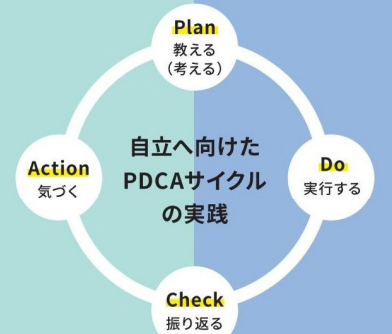 Plan
教える
（考える）
自立へ向けた
PDCAサイクル
の実践
Do
実行する
Check
振り返る
Action
気づく